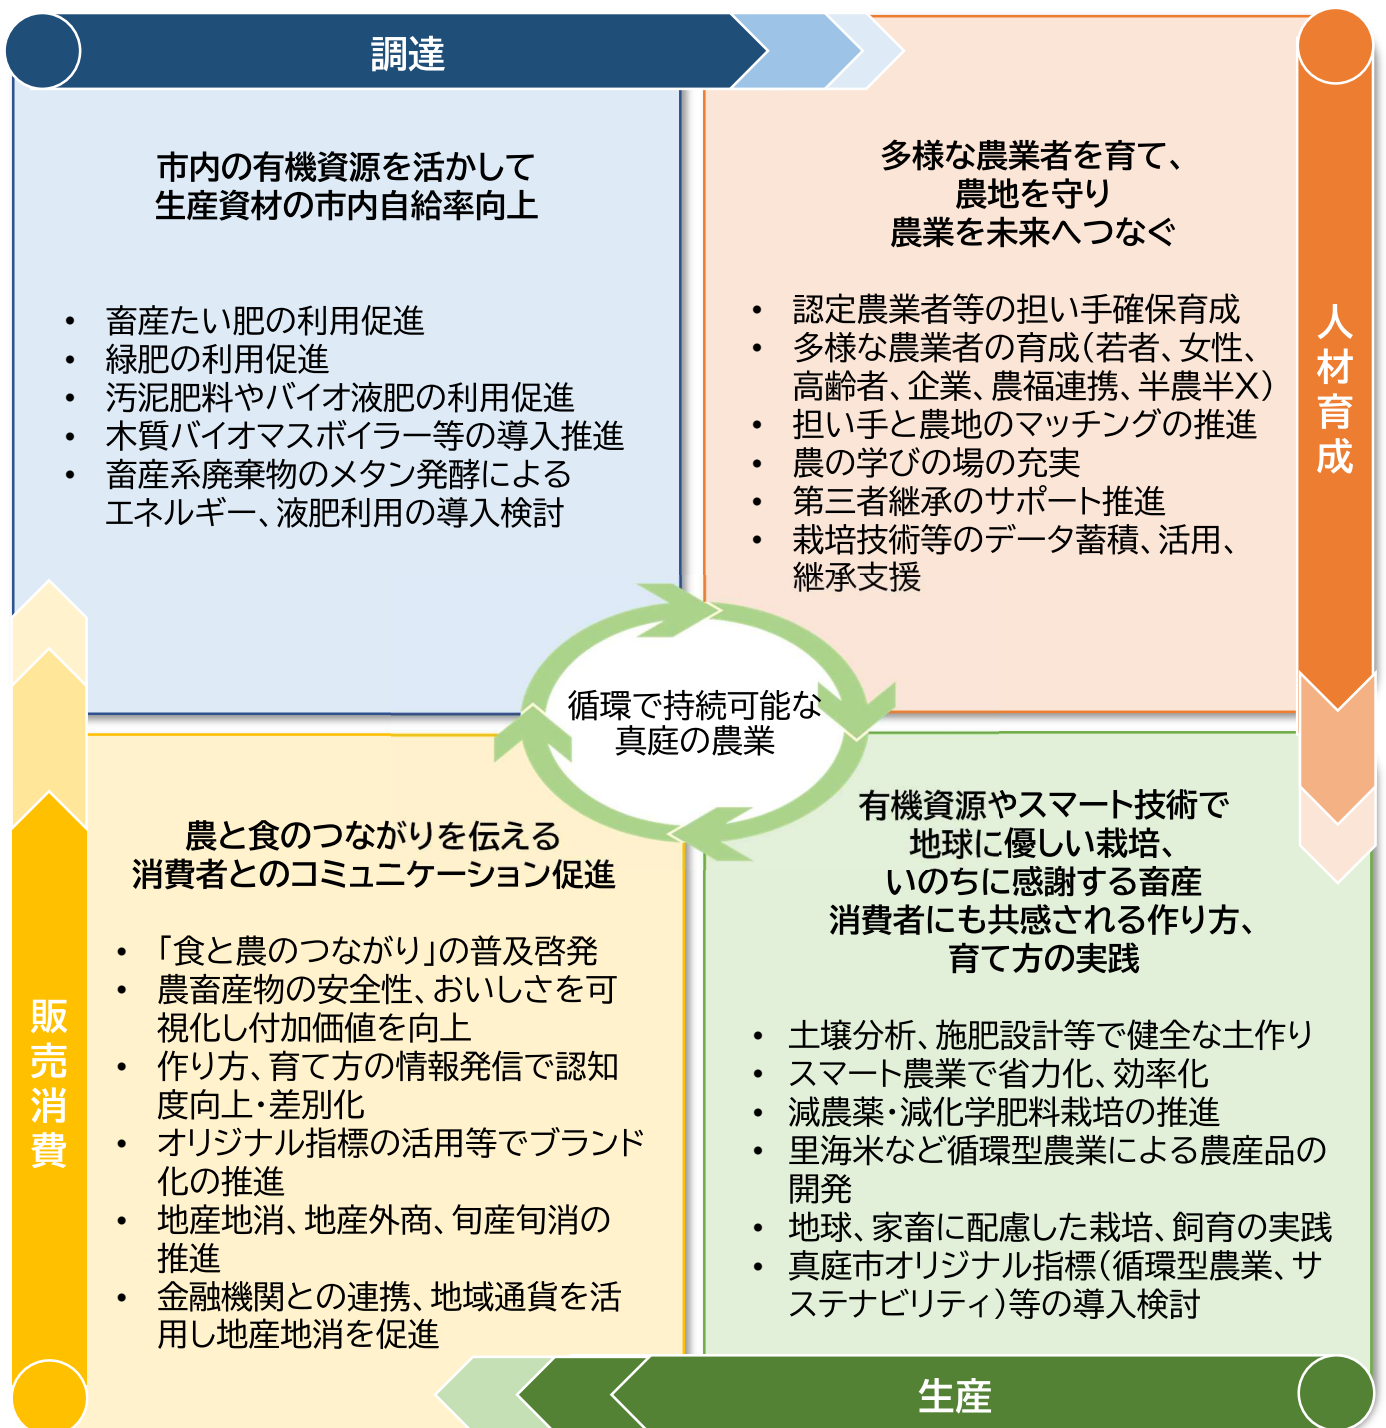 調達
市内の有機資源を活かして
生産資材の市内自給率向上
• 畜産たい肥の利用促進
• 緑肥の利用促進
• 汚泥肥料やバイオ液肥の利用促進
• 木質バイオマスボイラー等の導入推進
• 畜産系廃棄物のメタン発酵による
エネルギー、液肥利用の導入検討
人材育成
多様な農業者を育て、
農地を守り
農業を未来へつなぐ
• 認定農業者等の担い手確保育成
• 多様な農業者の育成（若者、女性、
高齢者、企業、農福連携、半農半X）
• 担い手と農地のマッチングの推進
• 農の学びの場の充実
• 第三者継承のサポート推進
• 栽培技術等のデータ蓄積、活用、
継承支援
循環で持続可能な
真庭の農業
販売消費
農と食のつながりを伝える
消費者とのコミュニケーション促進
• 「食と農のつながり」の普及啓発
• 農畜産物の安全性、おいしさを可
視化し付加価値を向上
• 作り方、育て方の情報発信で認知
度向上・差別化
• オリジナル指標の活用等でブランド
化の推進
• 地産地消、地産外商、旬産旬消の
推進
• 金融機関との連携、地域通貨を活
用し地産地消を促進
有機資源やスマート技術で
地球に優しい栽培、
いのちに感謝する畜産
消費者にも共感される作り方、
育て方の実践
• 土壌分析、施肥設計等で健全な土作り
• スマート農業で省力化、効率化
• 減農薬・減化学肥料栽培の推進
• 里海米など循環型農業による農産品の
開発
• 地球、家畜に配慮した栽培、飼育の実践
• 真庭市オリジナル指標（循環型農業、サ
ステナビリティ）等の導入検討
生産